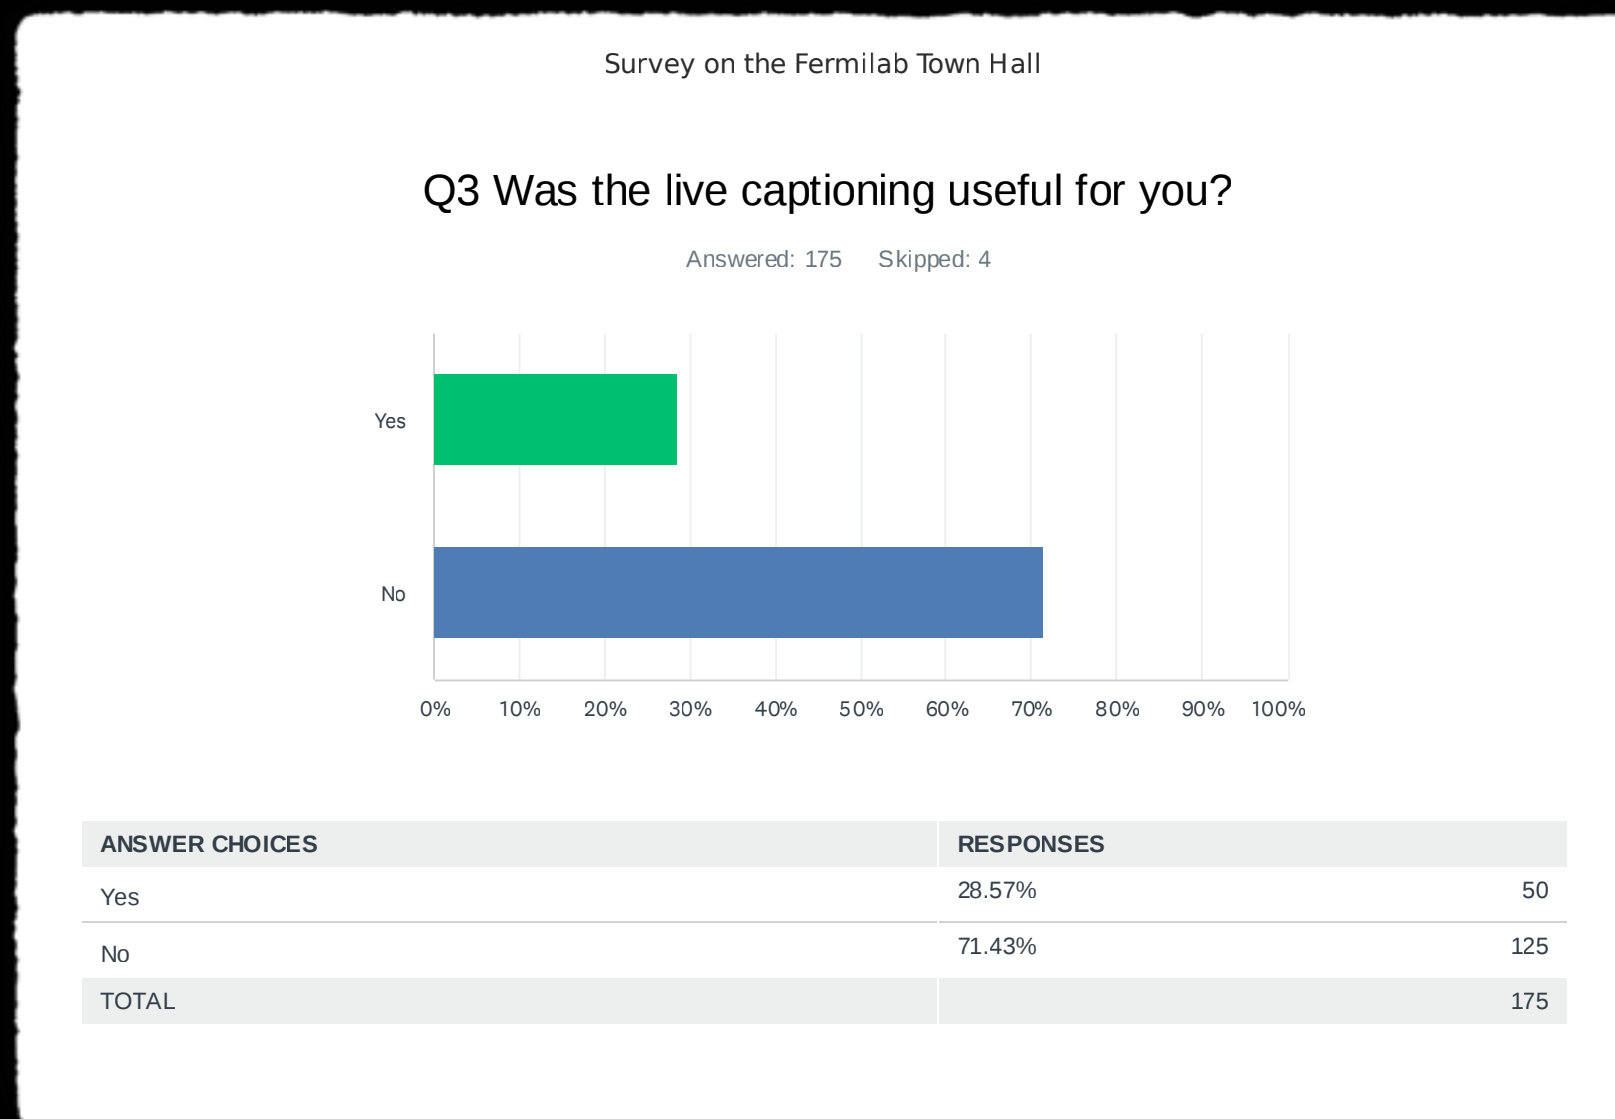 Survey on the Fermilab Town Hall
Q3 Was the live captioning useful for you?
Answered: 175 Skipped: 4
Yes
No
0% 10% 20% 30% 40% 50% 60% 70% 80% 90% 100%
ANSWER CHOICES RESPONSES
Yes 28.57% 50
No 71.43% 125
TOTAL 175